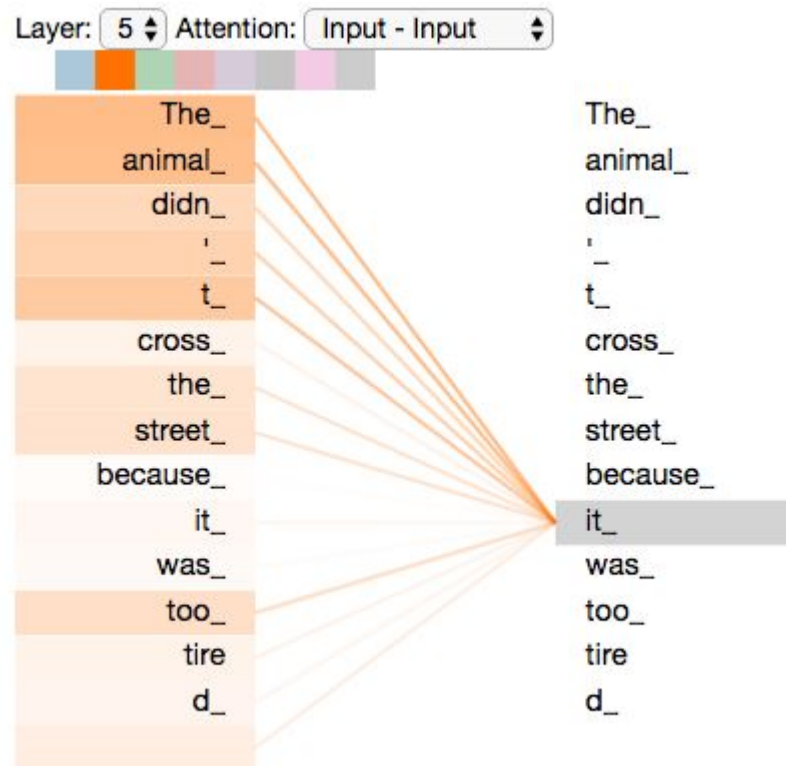 Layer: 5 Attention: Input - Input
The_ The_
animal_ animal_
didn_ didn_
'_ '_
t_ t_
cross_ cross_
the_ the_
street_ street_
because_ because_
it_ it_
was_ was_
too_ too_
tire tire
d_ d_